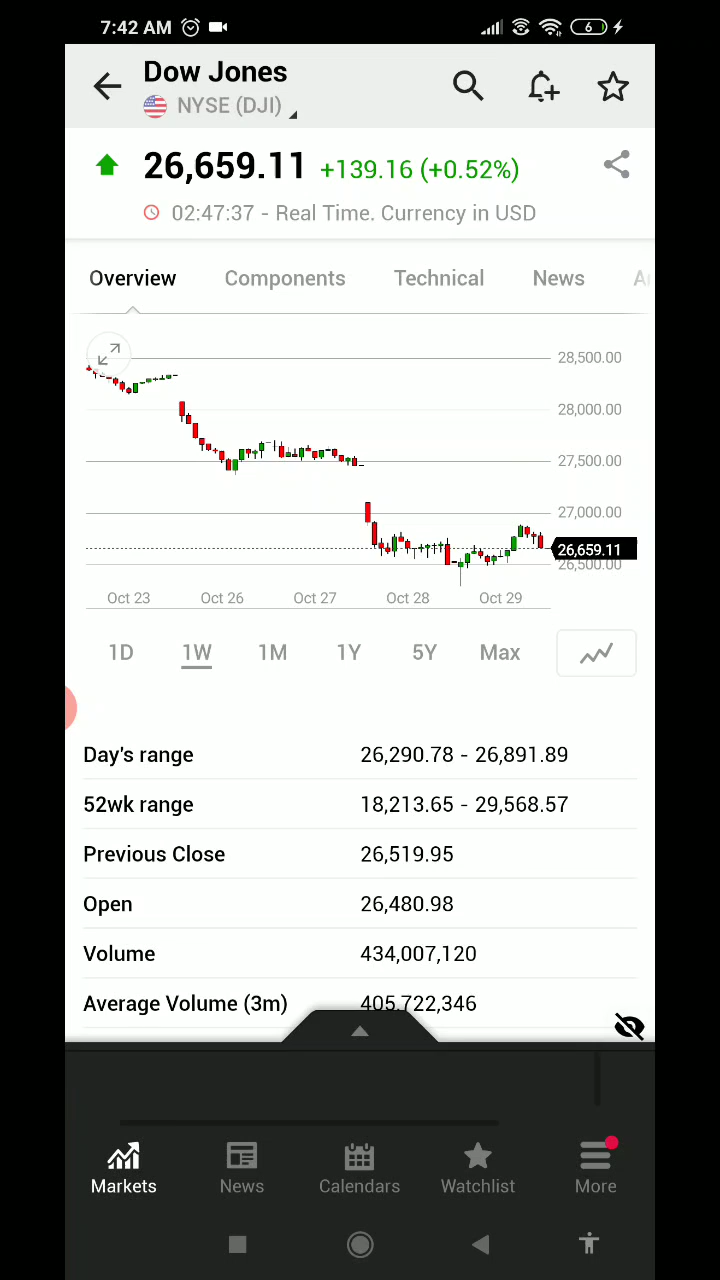 7:42 AM 6
Dow Jones
NYSE (DJI)
26,659.11 +139.16 (+0.52%)
02:47:37 - Real Time. Currency in USD
Overview Components Technical News
28,500.00
28,000.00
27,500.00
27,000.00
26,659.11
26,500.00
Oct 23 Oct 26 Oct 27 Oct 28 Oct 29
1D 1W 1M 1Y 5Y Max
Day's range 26,290.78 - 26,891.89
52wk range 18,213.65 - 29,568.57
Previous Close 26,519.95
Open 26,480.98
Volume 434,007,120
Average Volume (3m) 405,722,346
Markets News Calendars Watchlist More